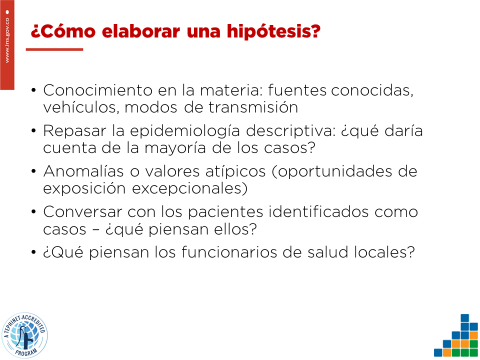 www.ins.gov.co
¿Cómo elaborar una hipótesis?
• Conocimiento en la materia: fuentes conocidas,
vehículos, modos de transmisión
• Repasar la epidemiología descriptiva: ¿qué daría
cuenta de la mayoría de los casos?
• Anomalías o valores atípicos (oportunidades de
exposición excepcionales)
• Conversar con los pacientes identificados como
casos – ¿qué piensan ellos?
• ¿Qué piensan los funcionarios de salud locales?
A TEPHINET ACCREDITED
PROGRAM